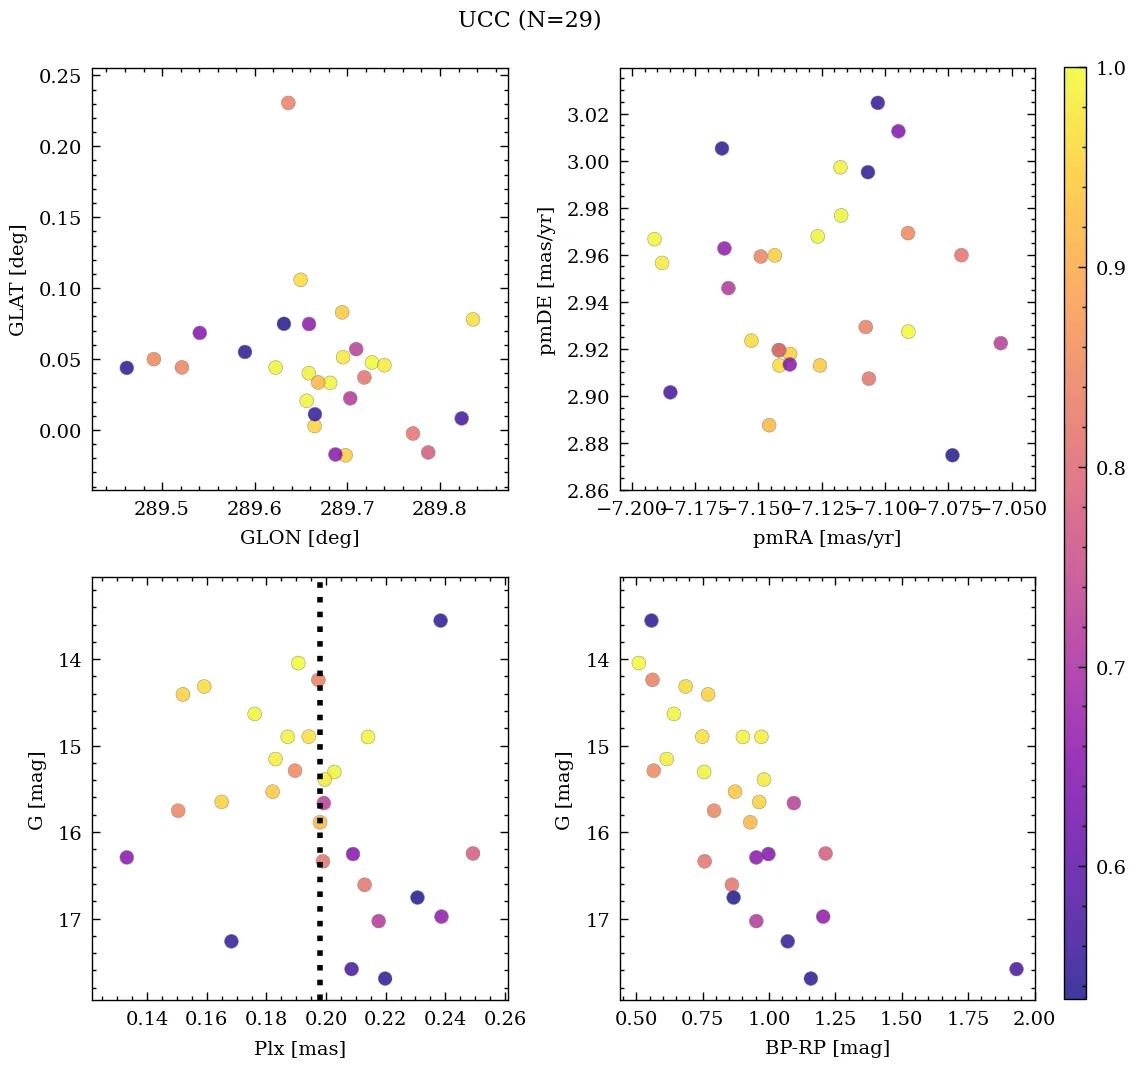 UCC (N=29)
0.25
0.20
0.15
0.10
0.05
0.00
GLAT [deg]
289.5 289.6 289.7 289.8
GLON [deg]
3.02
3.00
2.98
2.96
2.94
2.92
2.90
2.88
2.86
pmDE [mas/yr]
−7.200 −7.175 −7.150 −7.125 −7.100 −7.075 −7.050
pmRA [mas/yr]
14
15
16
17
G [mag]
0.14 0.16 0.18 0.20 0.22 0.24 0.26
Plx [mas]
14
15
16
17
G [mag]
0.50 0.75 1.00 1.25 1.50 1.75 2.00
BP-RP [mag]
1.0
0.9
0.8
0.7
0.6